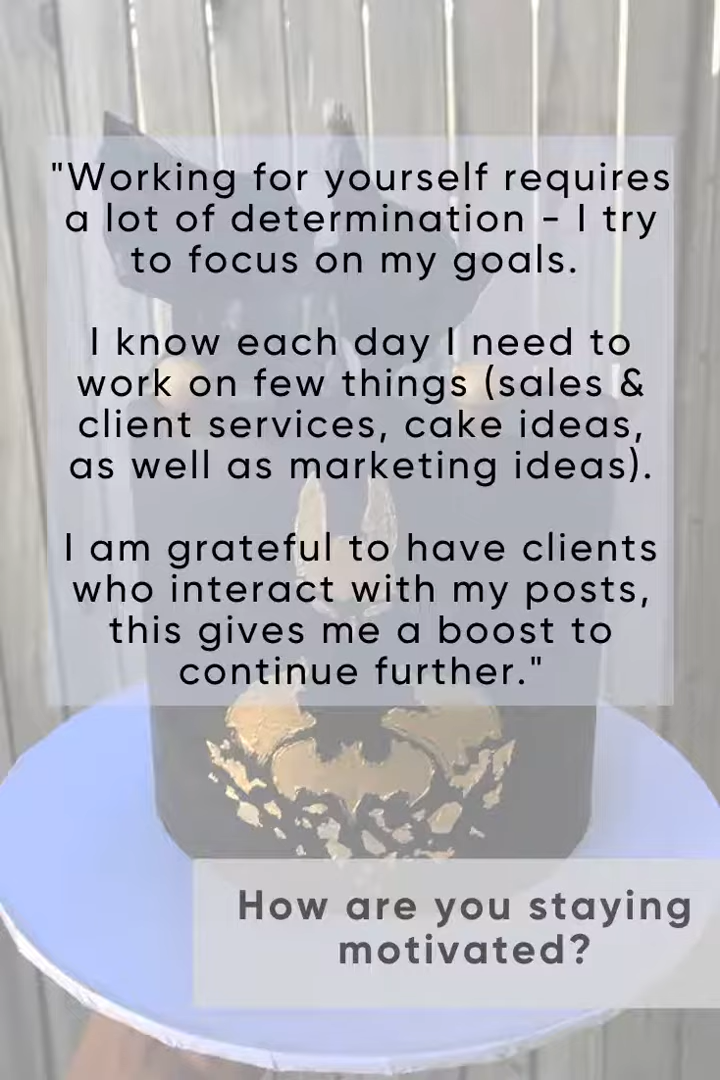 "Working for yourself requires
a lot of determination - I try
to focus on my goals.
I know each day I need to
work on few things (sales &
client services, cake ideas,
as well as marketing ideas).
I am grateful to have clients
who interact with my posts,
this gives me a boost to
continue further."
How are you staying
motivated?